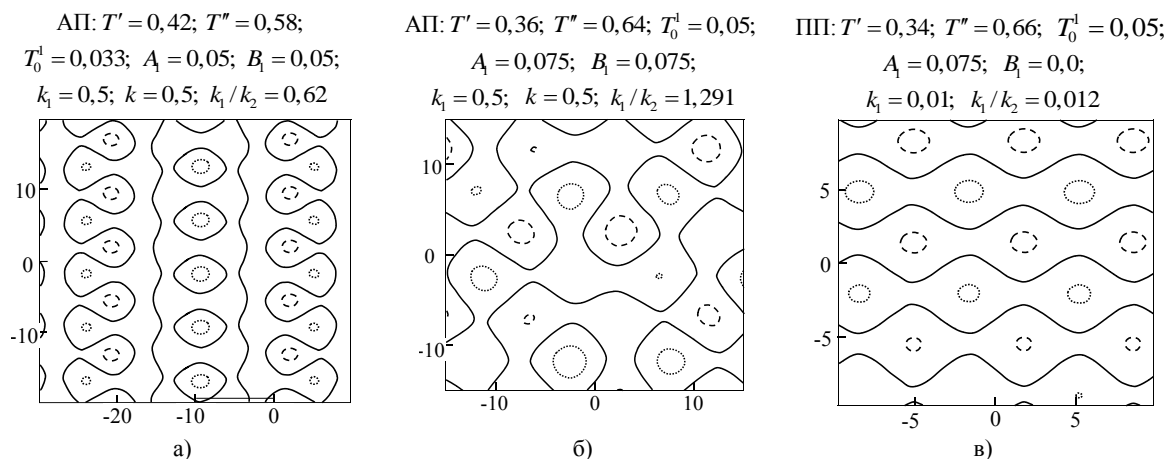 АП: T′ = 0,42; T″ = 0,58;
T₀¹ = 0,033; A₁ = 0,05; B₁ = 0,05;
k₁ = 0,5; k = 0,5; k₁/k₂ = 0,62
10
0
-10
-20
-10
0
а)
АП: T′ = 0,36; T″ = 0,64; T₀¹ = 0,05;
A₁ = 0,075; B₁ = 0,075;
k₁ = 0,5; k = 0,5; k₁/k₂ = 1,291
10
0
-10
-10
0
10
б)
ПП: T′ = 0,34; T″ = 0,66; T₀¹ = 0,05;
A₁ = 0,075; B₁ = 0,0;
k₁ = 0,01; k₁/k₂ = 0,012
5
0
-5
-5
0
5
в)